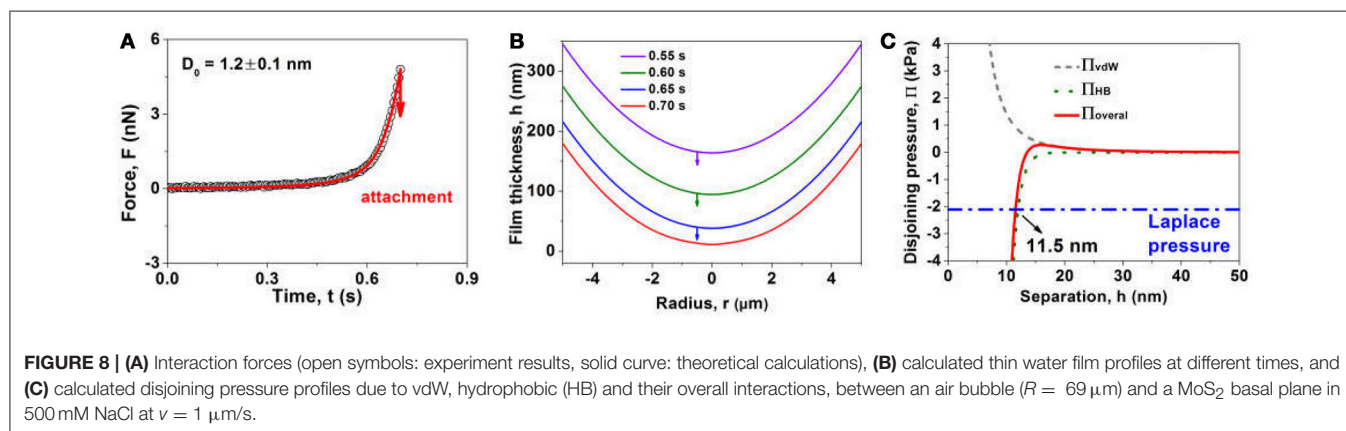 A
D₀ = 1.2±0.1 nm
Force, F (nN)
6
3
0
-3
attachment
0.0 0.3 0.6 0.9
Time, t (s)
B
0.55 s
0.60 s
0.65 s
0.70 s
Film thickness, h (nm)
300
200
100
0
-4 -2 0 2 4
Radius, r (µm)
C
Disjoining pressure, Π (kPa)
4
3
2
1
0
-1
-2
-3
-4
ΠvdW
ΠHB
Πoveral
Laplace
pressure
11.5 nm
0 10 20 30 40 50
Separation, h (nm)
FIGURE 8 | (A) Interaction forces (open symbols: experiment results, solid curve: theoretical calculations), (B) calculated thin water film profiles at different times, and
(C) calculated disjoining pressure profiles due to vdW, hydrophobic (HB) and their overall interactions, between an air bubble (R = 69 µm) and a MoS₂ basal plane in
500 mM NaCl at v = 1 µm/s.